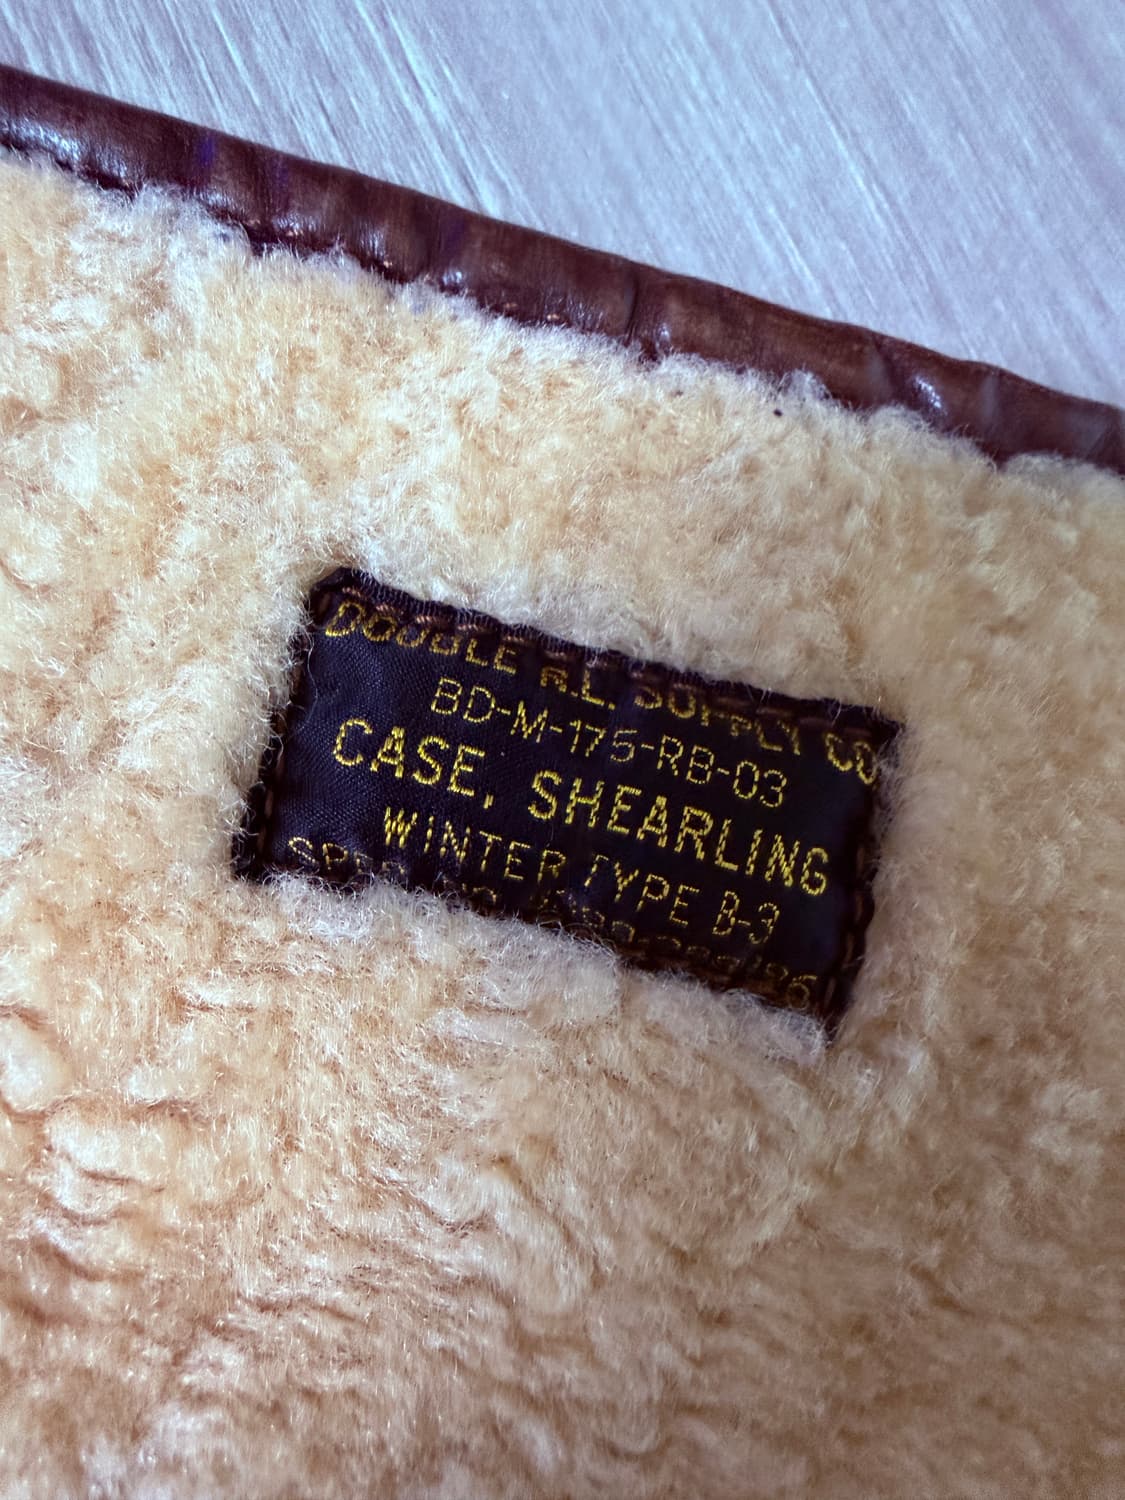 DOUBLE R.L. SUPPLY CO
BD-M-175-RB-03
CASE, SHEARLING
WINTER TYPE B-3